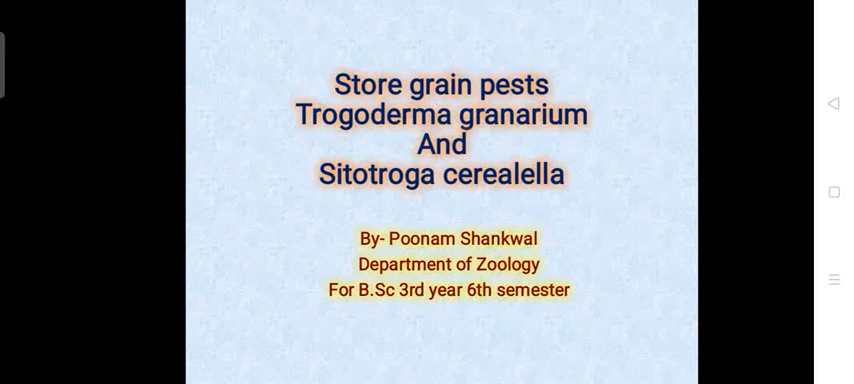 Store grain pests
Trogoderma granarium
And
Sitotroga cerealella
By- Poonam Shankwal
Department of Zoology
For B.Sc 3rd year 6th semester